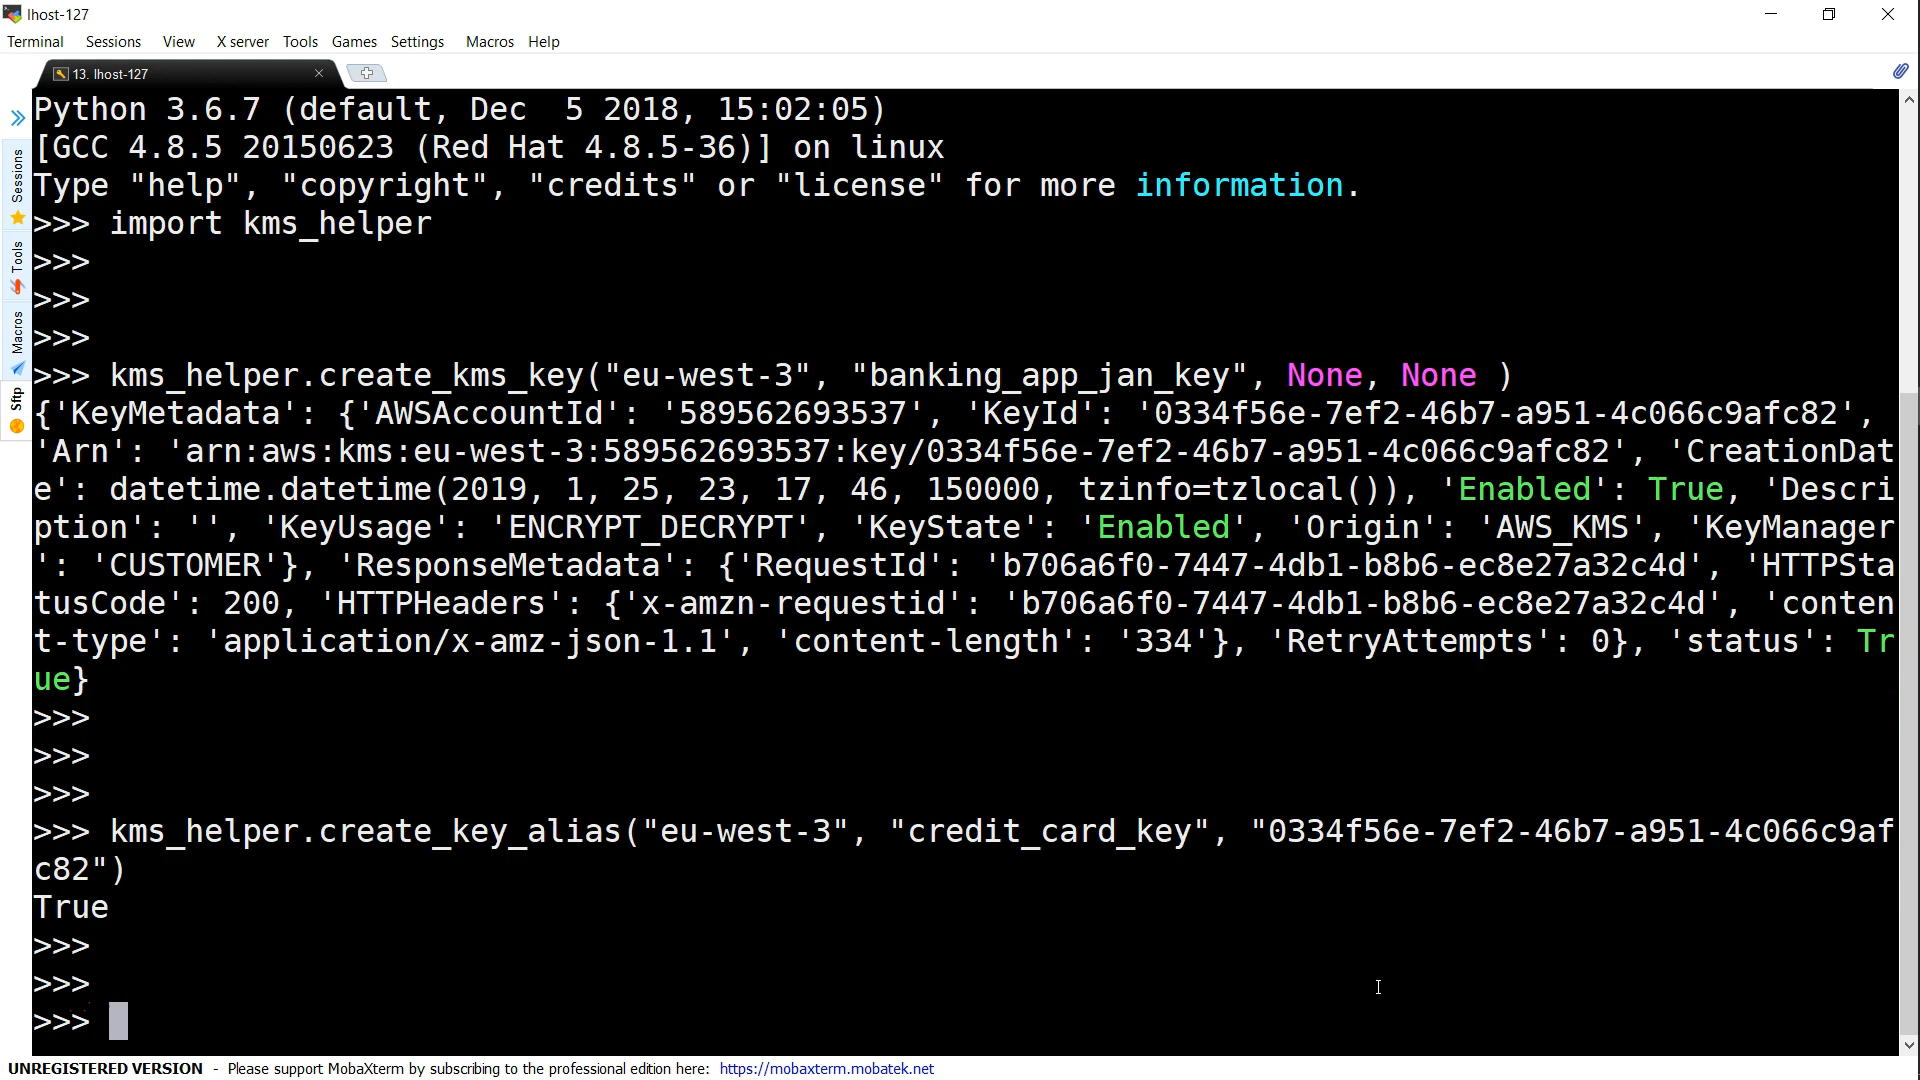 lhost-127
Terminal Sessions View X server Tools Games Settings Macros Help
13. lhost-127
Sessions
Tools
Macros
Sftp
Python 3.6.7 (default, Dec  5 2018, 15:02:05)
[GCC 4.8.5 20150623 (Red Hat 4.8.5-36)] on linux
Type "help", "copyright", "credits" or "license" for more information.
>>> import kms_helper
>>>
>>>
>>>
>>> kms_helper.create_kms_key("eu-west-3", "banking_app_jan_key", None, None )
{'KeyMetadata': {'AWSAccountId': '589562693537', 'KeyId': '0334f56e-7ef2-46b7-a951-4c066c9afc82',
'Arn': 'arn:aws:kms:eu-west-3:589562693537:key/0334f56e-7ef2-46b7-a951-4c066c9afc82', 'CreationDat
e': datetime.datetime(2019, 1, 25, 23, 17, 46, 150000, tzinfo=tzlocal()), 'Enabled': True, 'Descri
ption': '', 'KeyUsage': 'ENCRYPT_DECRYPT', 'KeyState': 'Enabled', 'Origin': 'AWS_KMS', 'KeyManager
': 'CUSTOMER'}, 'ResponseMetadata': {'RequestId': 'b706a6f0-7447-4db1-b8b6-ec8e27a32c4d', 'HTTPSta
tusCode': 200, 'HTTPHeaders': {'x-amzn-requestid': 'b706a6f0-7447-4db1-b8b6-ec8e27a32c4d', 'conten
t-type': 'application/x-amz-json-1.1', 'content-length': '334'}, 'RetryAttempts': 0}, 'status': Tr
ue}
>>>
>>>
>>>
>>> kms_helper.create_key_alias("eu-west-3", "credit_card_key", "0334f56e-7ef2-46b7-a951-4c066c9af
c82")
True
>>>
>>>
>>>
UNREGISTERED VERSION - Please support MobaXterm by subscribing to the professional edition here: https://mobaxterm.mobatek.net